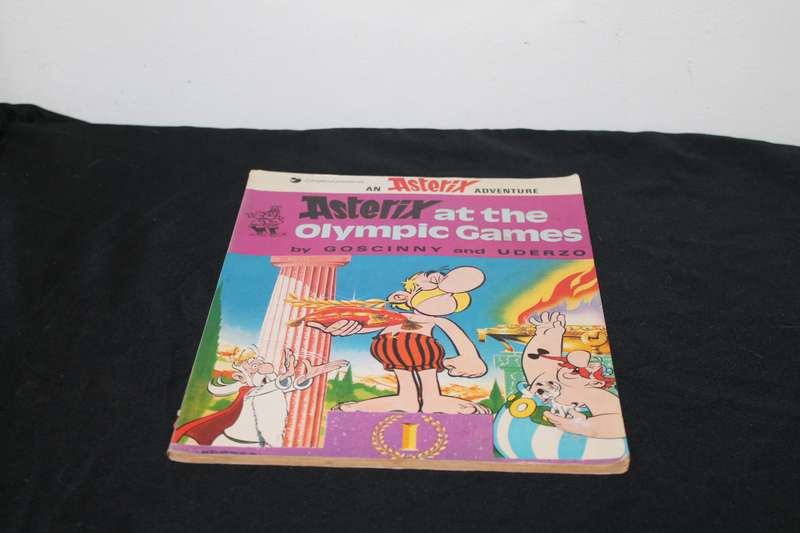 AN Asterix ADVENTURE
Asterix at the
Olympic Games
by GOSCINNY and UDERZO
I